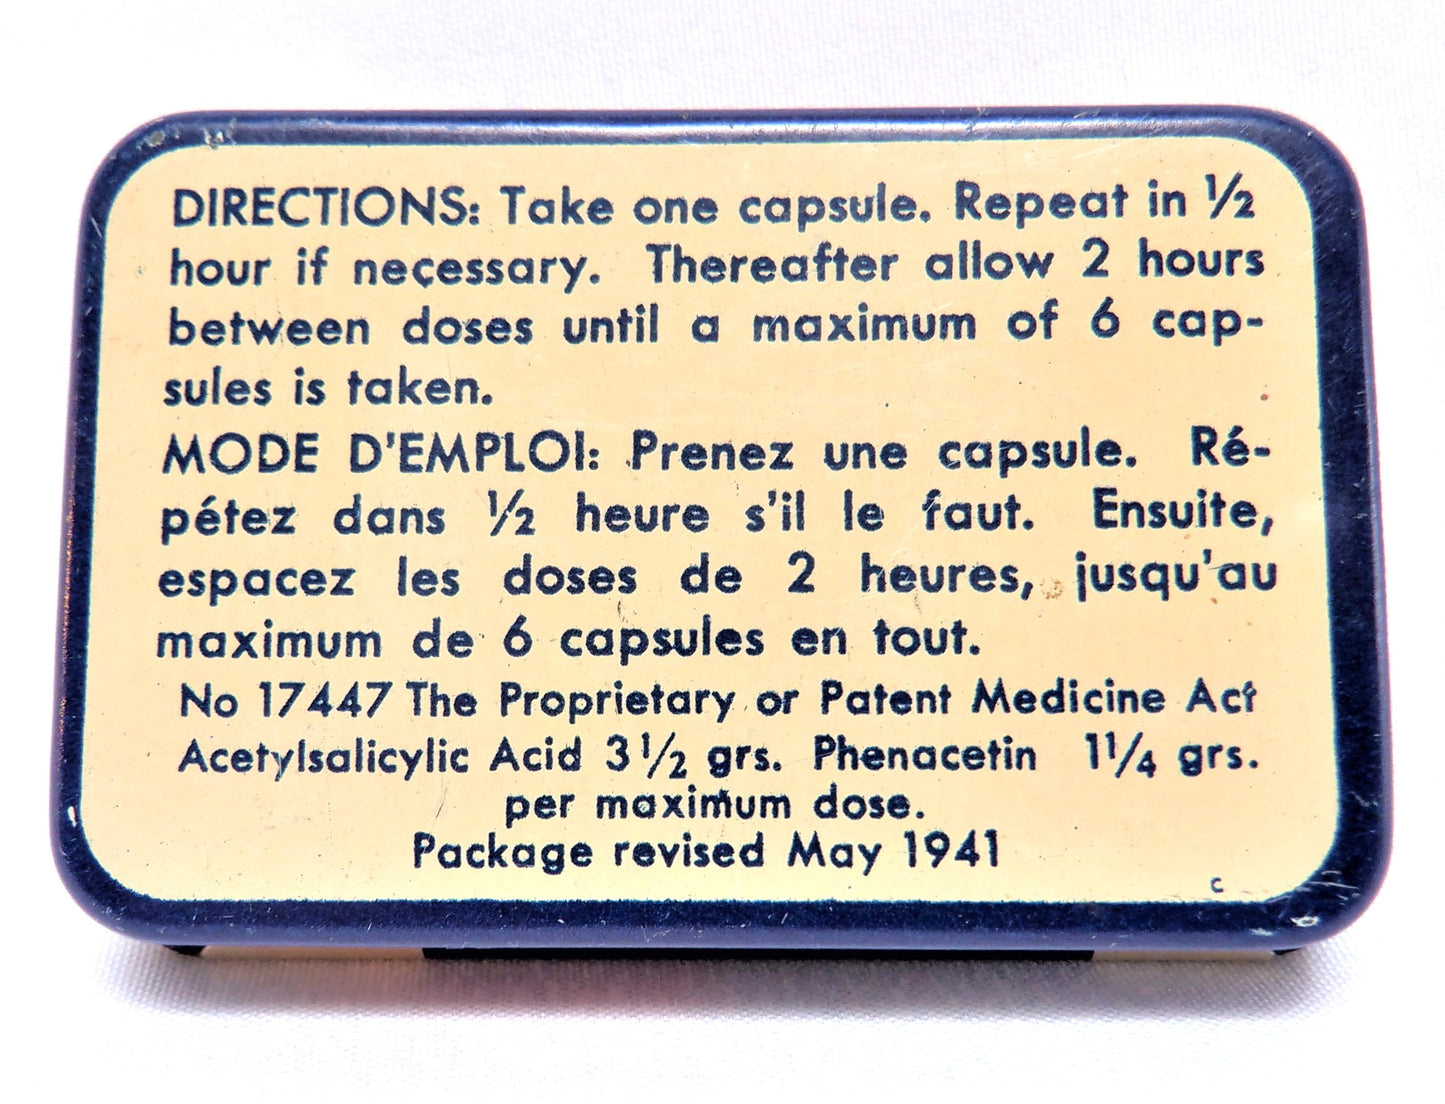 DIRECTIONS: Take one capsule. Repeat in ½
hour if necessary. Thereafter allow 2 hours
between doses until a maximum of 6 cap-
sules is taken.
MODE D'EMPLOI: Prenez une capsule. Ré-
pétez dans ½ heure s'il le faut. Ensuite,
espacez les doses de 2 heures, jusqu'au
maximum de 6 capsules en tout.
No 17447 The Proprietary or Patent Medicine Act
Acetylsalicylic Acid 3½ grs. Phenacetin 1¼ grs.
per maximum dose.
Package revised May 1941
c